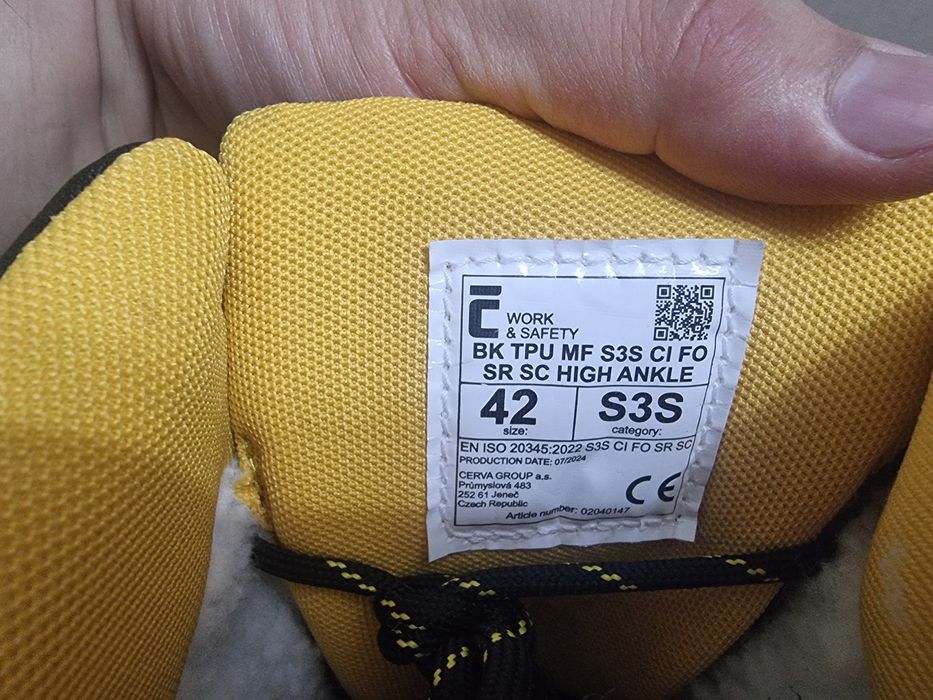 Č WORK
& SAFETY
BK TPU MF S3S CI FO
SR SC HIGH ANKLE
42
size:
S3S
category:
EN ISO 20345:2022 S3S CI FO SR SC
PRODUCTION DATE: 07/2024
CERVA GROUP a.s.
Průmyslová 483
252 61 Jeneč
Czech Republic
CE
Article number: 02040147